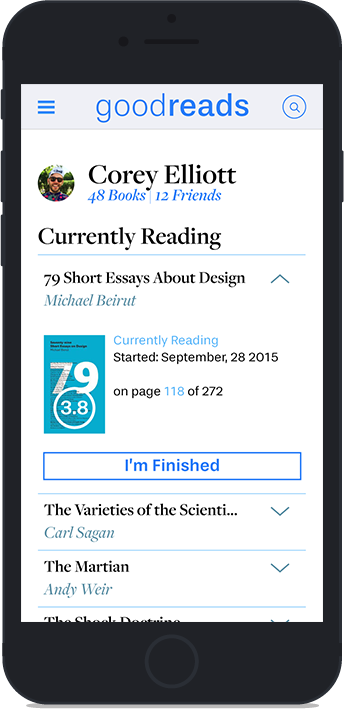 goodreads
Corey Elliott
48 Books | 12 Friends
Currently Reading
79 Short Essays About Design
Michael Beirut
Currently Reading
Started: September, 28 2015
79
3.8
on page 118 of 272
I'm Finished
The Varieties of the Scienti...
Carl Sagan
The Martian
Andy Weir
The Shock Doctrine